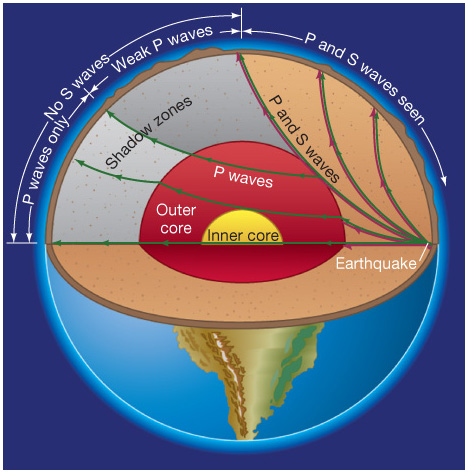 No S waves
Weak P waves
P and S waves seen
P waves only
Shadow zones
P and S waves
P waves
Outer
core
Inner core
Earthquake